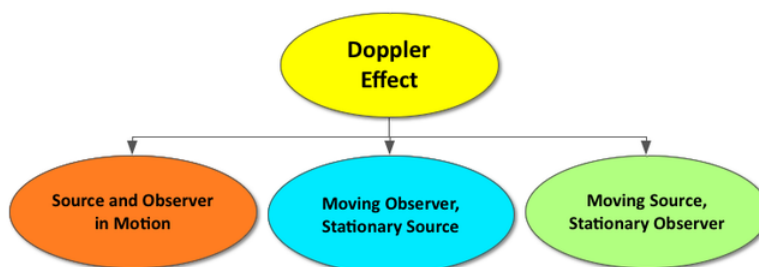 Doppler
Effect
Source and Observer
in Motion
Moving Observer,
Stationary Source
Moving Source,
Stationary Observer